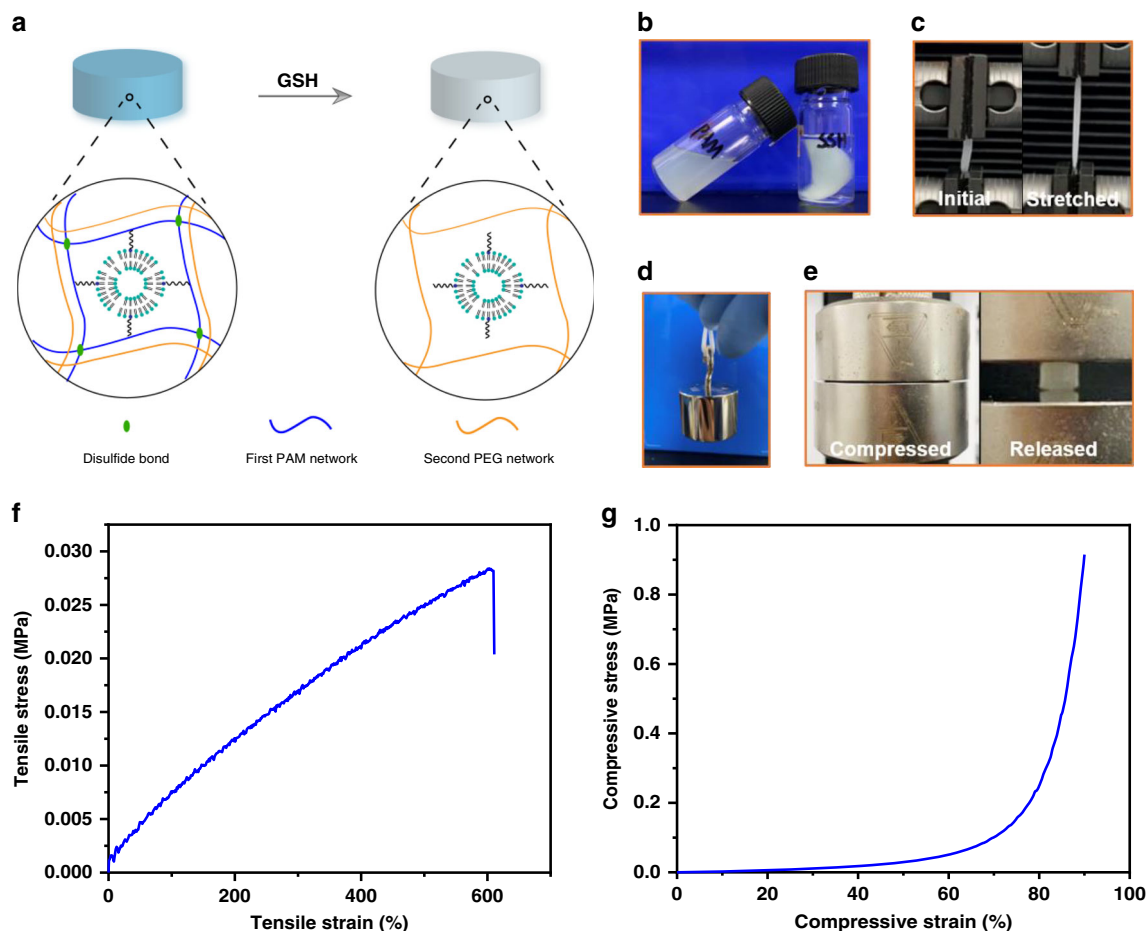 a
GSH
Disulfide bond
First PAM network
Second PEG network
b
PAM
SSH
c
Initial
Stretched
d
e
Compressed
Released
f
Tensile stress (MPa)
0.030
0.025
0.020
0.015
0.010
0.005
0.000
0
200
400
600
Tensile strain (%)
g
Compressive stress (MPa)
1.0
0.8
0.6
0.4
0.2
0.0
0
20
40
60
80
100
Compressive strain (%)